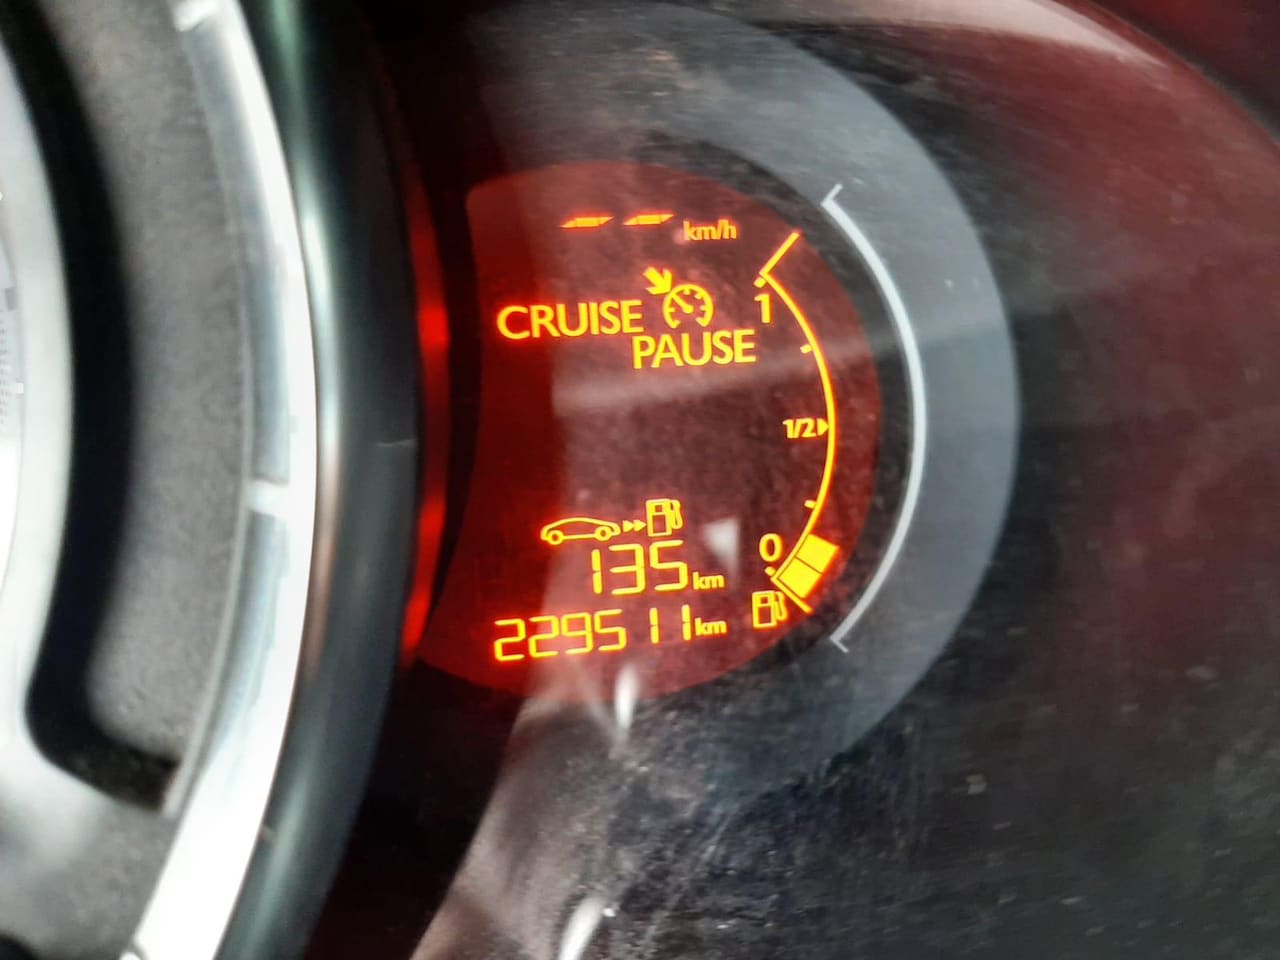 -- km/h
CRUISE
PAUSE
1
1/2
0
135 km
229511 km